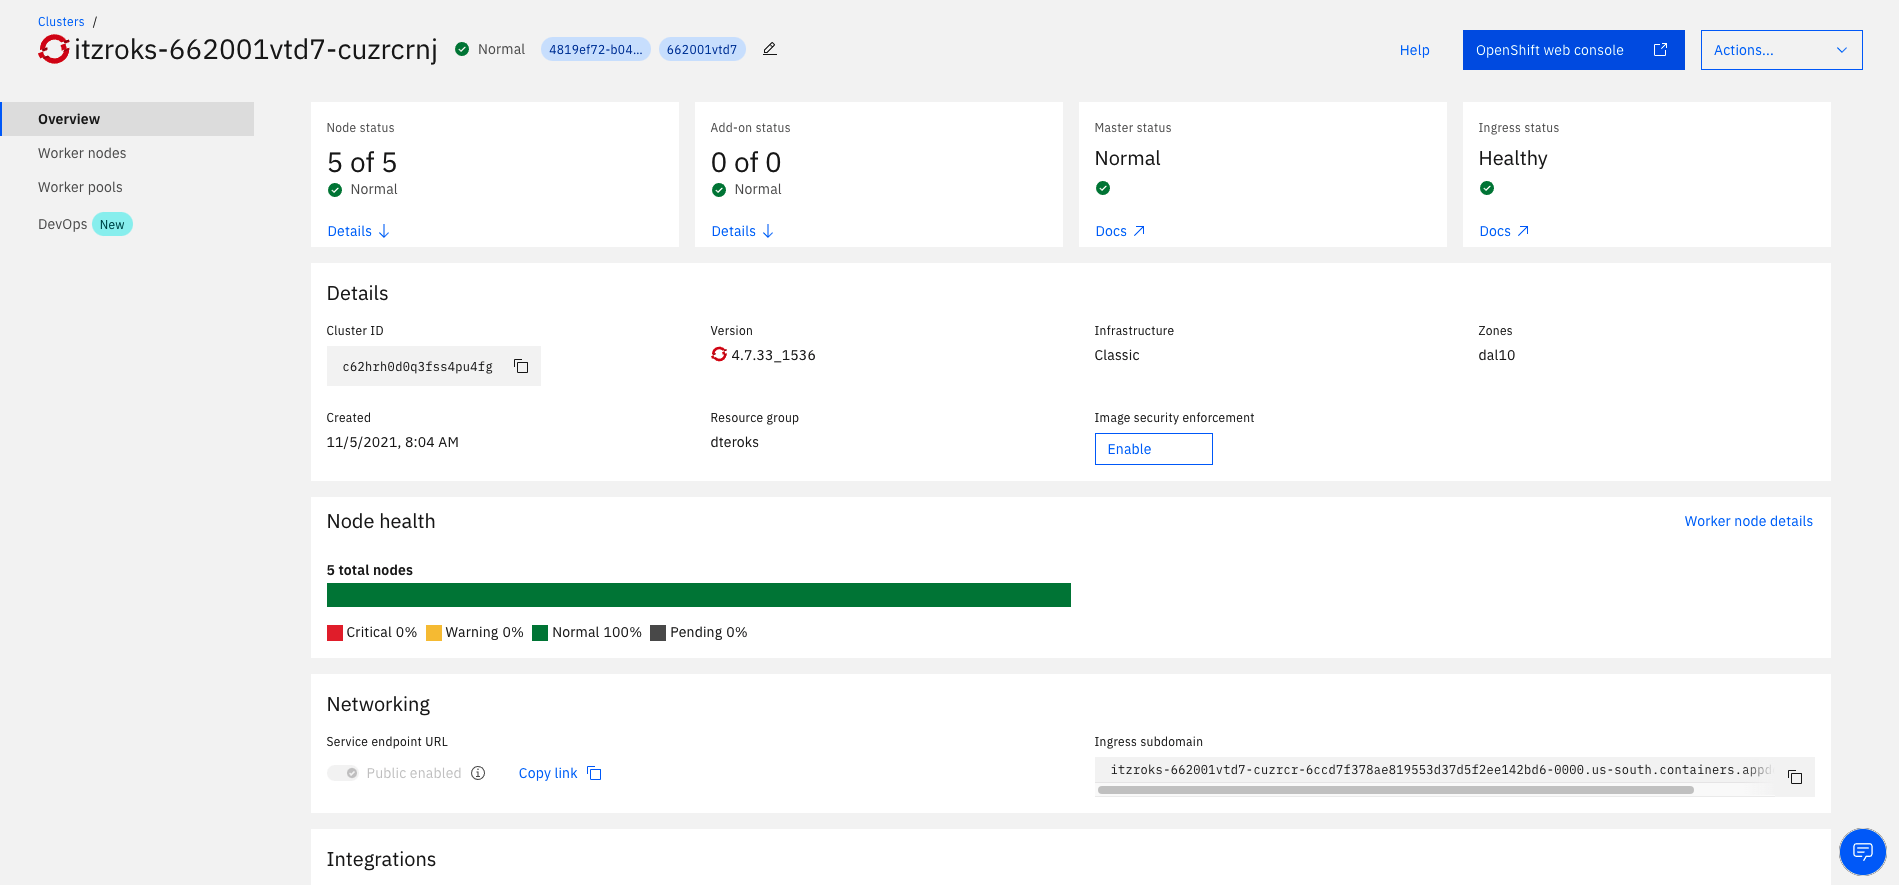 Clusters /
itzroks-662001vtd7-cuzrcrnj Normal 4819ef72-b04... 662001vtd7
Help OpenShift web console Actions...
Overview
Worker nodes
Worker pools
DevOps New
Node status
5 of 5
Normal
Details
Add-on status
0 of 0
Normal
Details
Master status
Normal
Docs
Ingress status
Healthy
Docs
Details
Cluster ID
c62hrh0d0q3fss4pu4fg
Version
4.7.33_1536
Infrastructure
Classic
Zones
dal10
Created
11/5/2021, 8:04 AM
Resource group
dteroks
Image security enforcement
Enable
Node health
Worker node details
5 total nodes
Critical 0% Warning 0% Normal 100% Pending 0%
Networking
Service endpoint URL
Public enabled Copy link
Ingress subdomain
itzroks-662001vtd7-cuzrcr-6ccd7f378ae819553d37d5f2ee142bd6-0000.us-south.containers.appd
Integrations